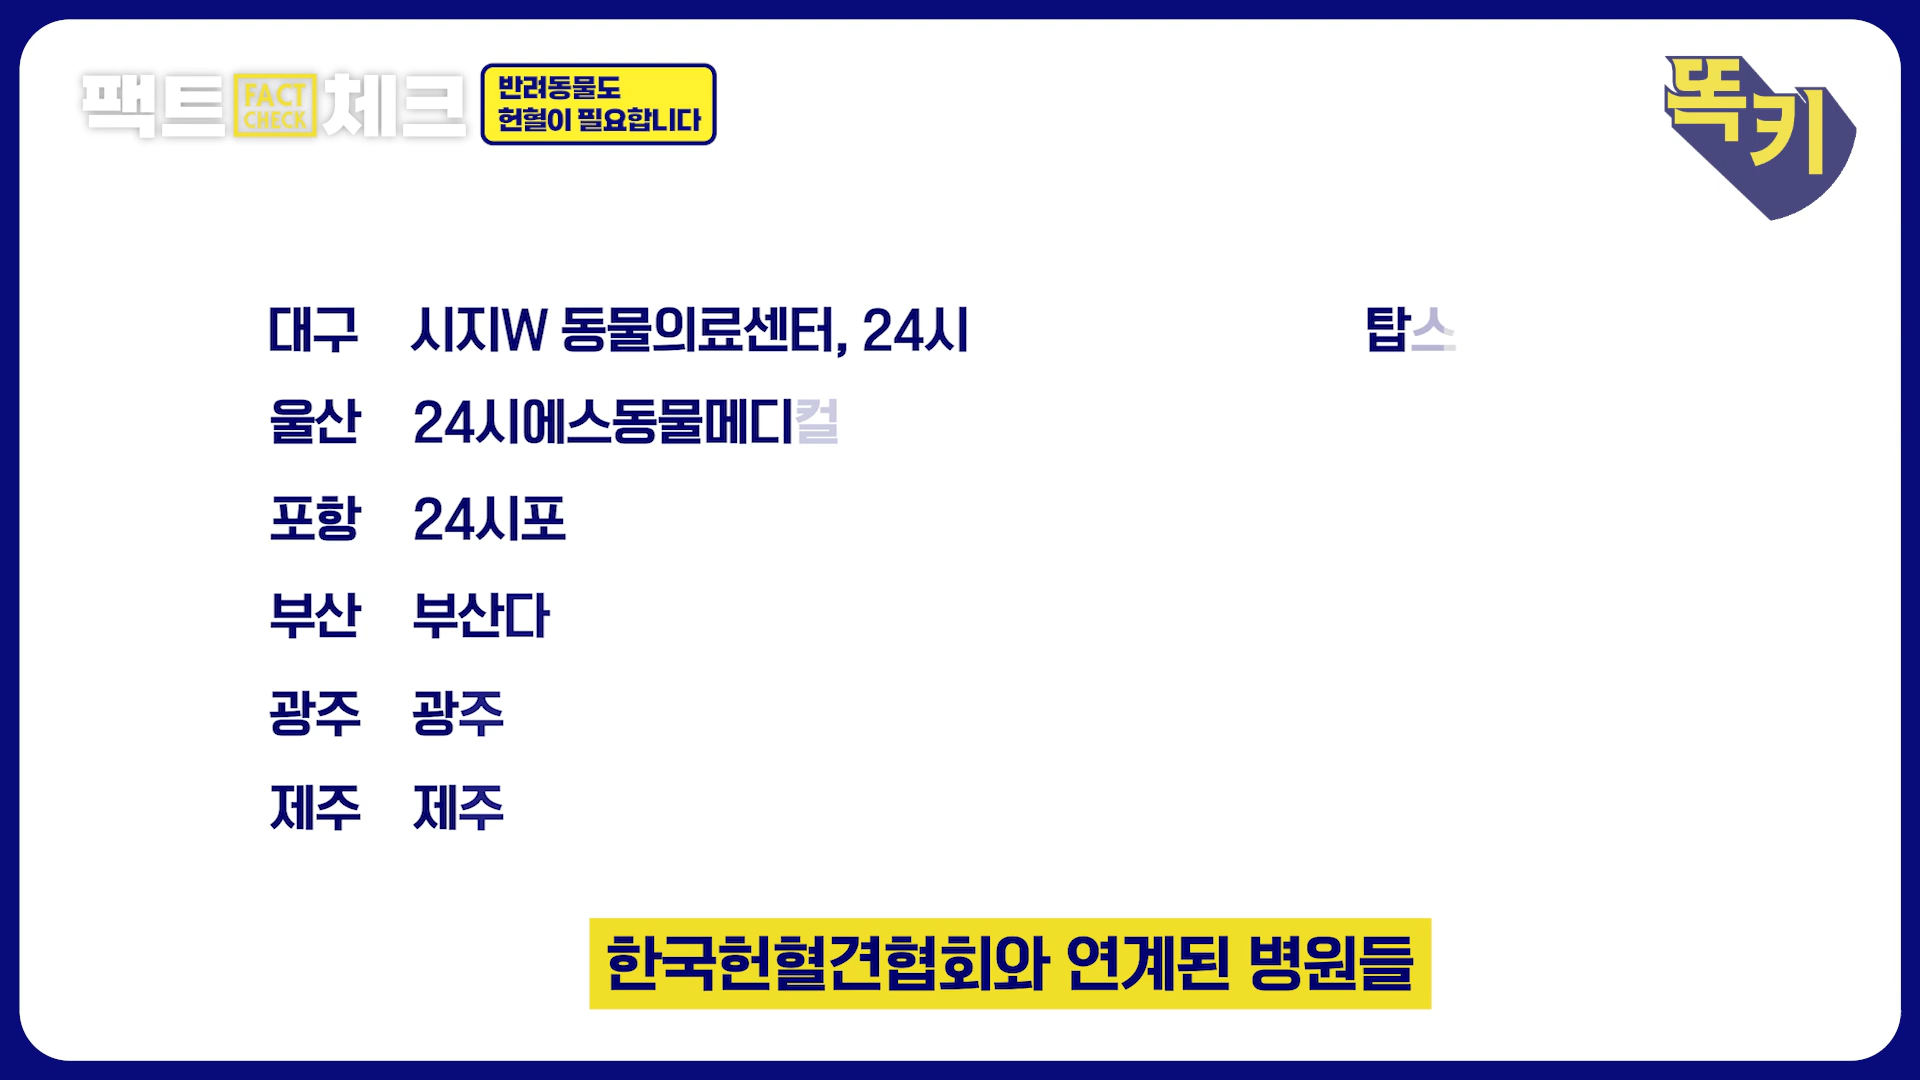 팩트 FACT CHECK 체크
반려동물도
헌혈이 필요합니다
똑키
대구 시지W 동물의료센터, 24시 탑스
울산 24시에스동물메디컬
포항 24시포
부산 부산다
광주 광주
제주 제주
한국헌혈견협회와 연계된 병원들